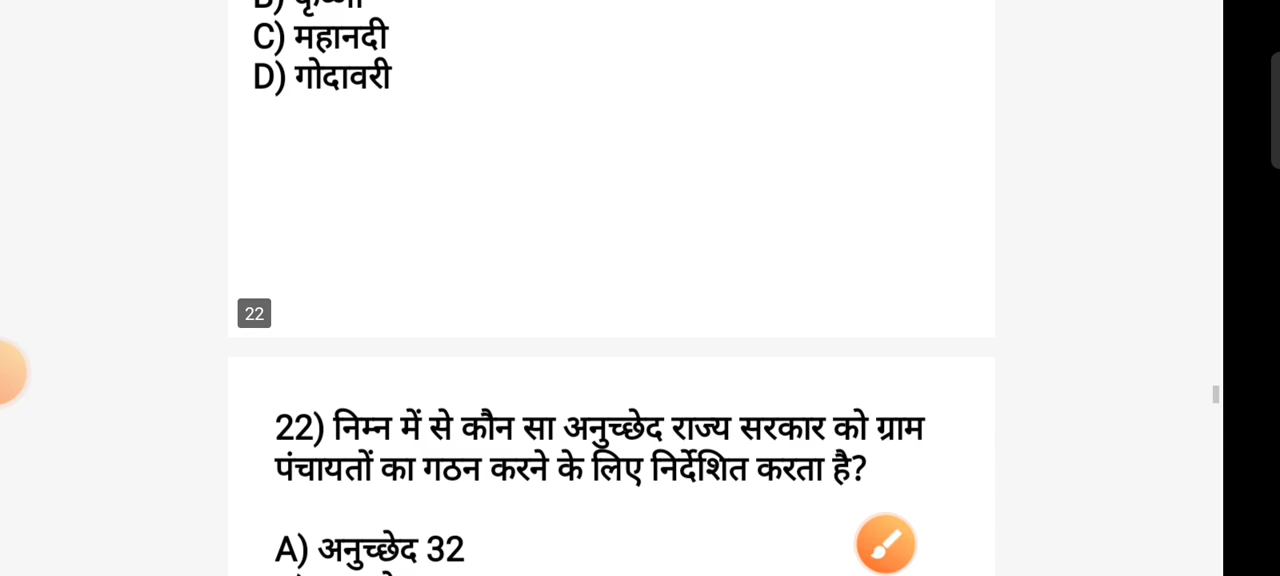 B) कृष्णा
C) महानदी
D) गोदावरी
22
22) निम्न में से कौन सा अनुच्छेद राज्य सरकार को ग्राम
पंचायतों का गठन करने के लिए निर्देशित करता है?
A) अनुच्छेद 32